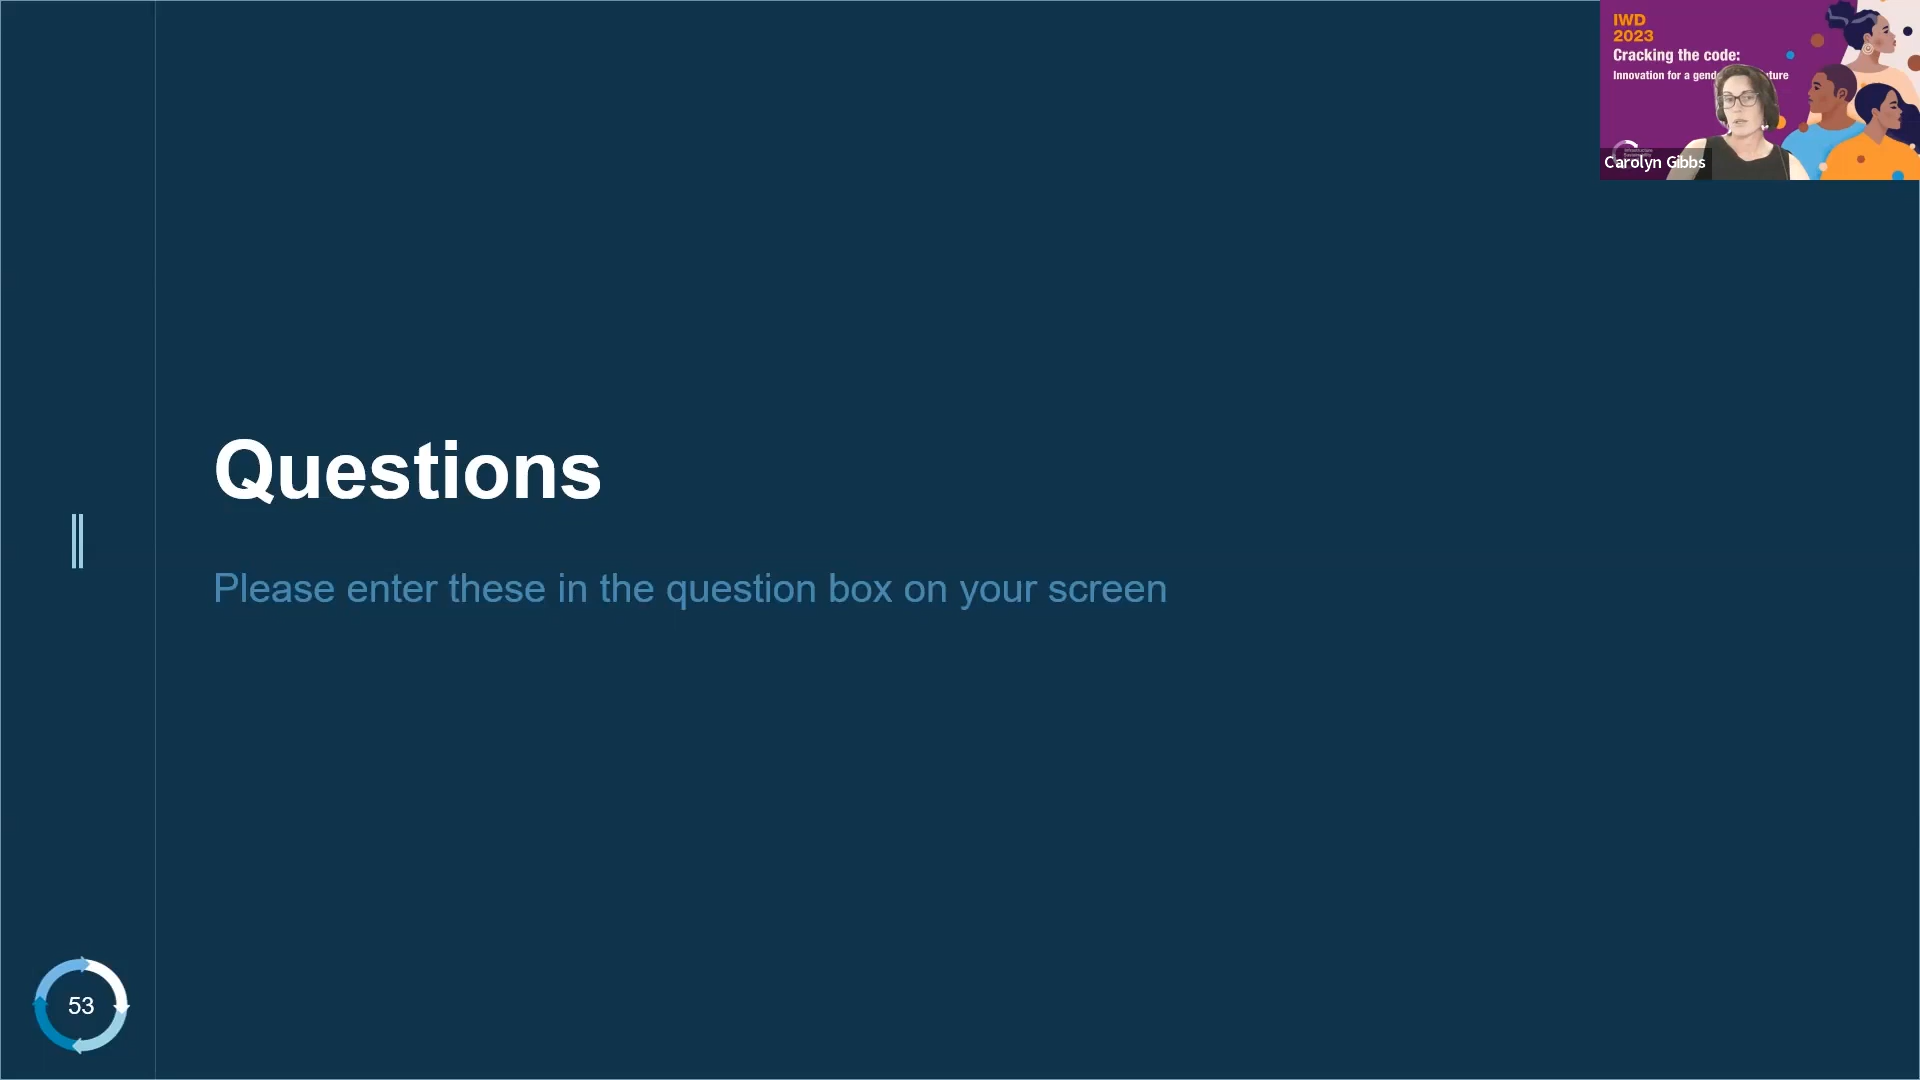 IWD
2023
Cracking the code:
Innovation for a gend
ture
Carolyn Gibbs
Questions
Please enter these in the question box on your screen
53